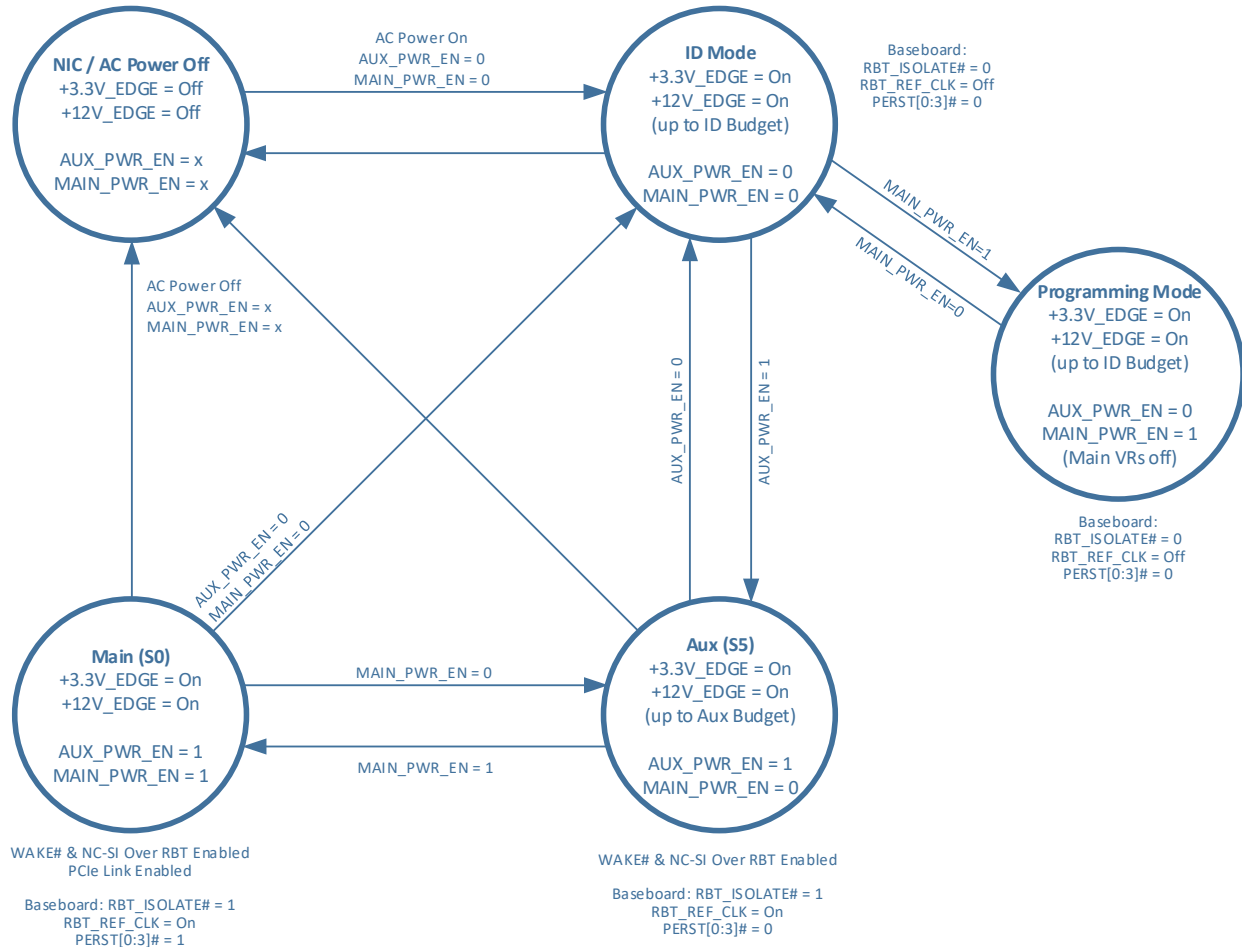 NIC / AC Power Off
+3.3V_EDGE = Off
+12V_EDGE = Off
AUX_PWR_EN = x
MAIN_PWR_EN = x
AC Power On
AUX_PWR_EN = 0
MAIN_PWR_EN = 0
ID Mode
+3.3V_EDGE = On
+12V_EDGE = On
(up to ID Budget)
AUX_PWR_EN = 0
MAIN_PWR_EN = 0
Baseboard:
RBT_ISOLATE# = 0
RBT_REF_CLK = Off
PERST[0:3]# = 0
MAIN_PWR_EN=1
MAIN_PWR_EN=0
Programming Mode
+3.3V_EDGE = On
+12V_EDGE = On
(up to ID Budget)
AUX_PWR_EN = 0
MAIN_PWR_EN = 1
(Main VRs off)
Baseboard:
RBT_ISOLATE# = 0
RBT_REF_CLK = Off
PERST[0:3]# = 0
AC Power Off
AUX_PWR_EN = x
MAIN_PWR_EN = x
AUX_PWR_EN = 0
AUX_PWR_EN = 1
AUX_PWR_EN = 0
MAIN_PWR_EN = 0
Main (S0)
+3.3V_EDGE = On
+12V_EDGE = On
AUX_PWR_EN = 1
MAIN_PWR_EN = 1
MAIN_PWR_EN = 0
MAIN_PWR_EN = 1
Aux (S5)
+3.3V_EDGE = On
+12V_EDGE = On
(up to Aux Budget)
AUX_PWR_EN = 1
MAIN_PWR_EN = 0
WAKE# & NC-SI Over RBT Enabled
PCIe Link Enabled
Baseboard: RBT_ISOLATE# = 1
RBT_REF_CLK = On
PERST[0:3]# = 1
WAKE# & NC-SI Over RBT Enabled
Baseboard: RBT_ISOLATE# = 1
RBT_REF_CLK = On
PERST[0:3]# = 0